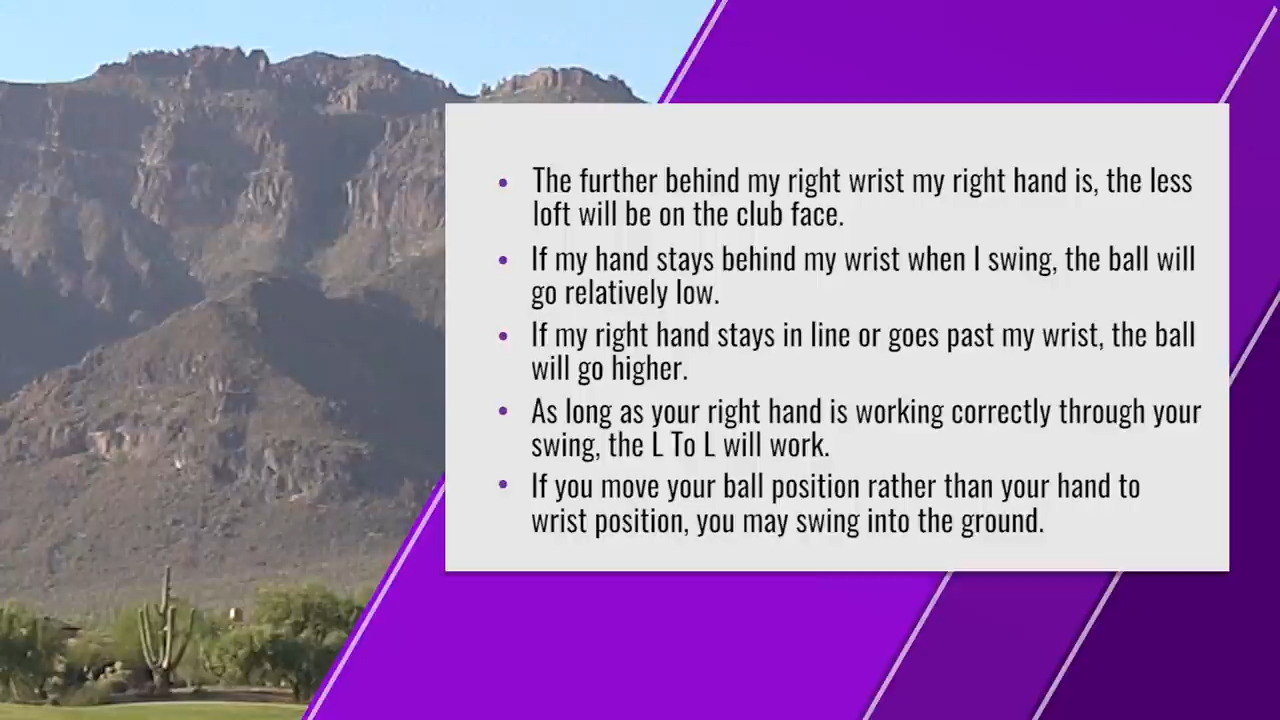 • The further behind my right wrist my right hand is, the less
loft will be on the club face.
• If my hand stays behind my wrist when I swing, the ball will
go relatively low.
• If my right hand stays in line or goes past my wrist, the ball
will go higher.
• As long as your right hand is working correctly through your
swing, the L To L will work.
• If you move your ball position rather than your hand to
wrist position, you may swing into the ground.